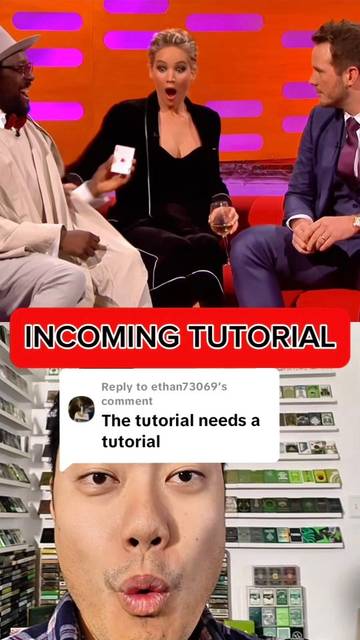 INCOMING TUTORIAL
Reply to ethan73069's
comment
The tutorial needs a
tutorial